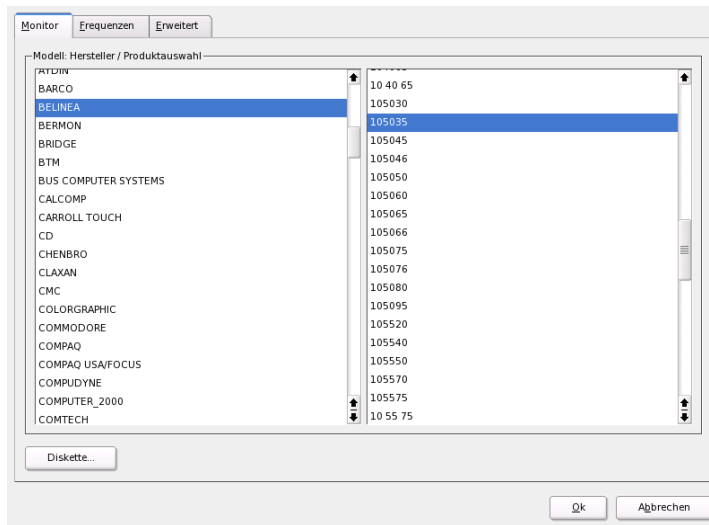 Monitor
Frequenzen
Erweitert
Modell: Hersteller / Produktauswahl
AYDIN
BARCO
BELINEA
BERMON
BRIDGE
BTM
BUS COMPUTER SYSTEMS
CALCOMP
CARROLL TOUCH
CD
CHENBRO
CLAXAN
CMC
COLORGRAPHIC
COMMODORE
COMPAQ
COMPAQ USA/FOCUS
COMPUDYNE
COMPUTER_2000
COMTECH
10 40 65
105030
105035
105045
105046
105050
105060
105065
105066
105075
105076
105080
105095
105520
105540
105550
105570
105575
10 55 75
Diskette...
Ok
Abbrechen